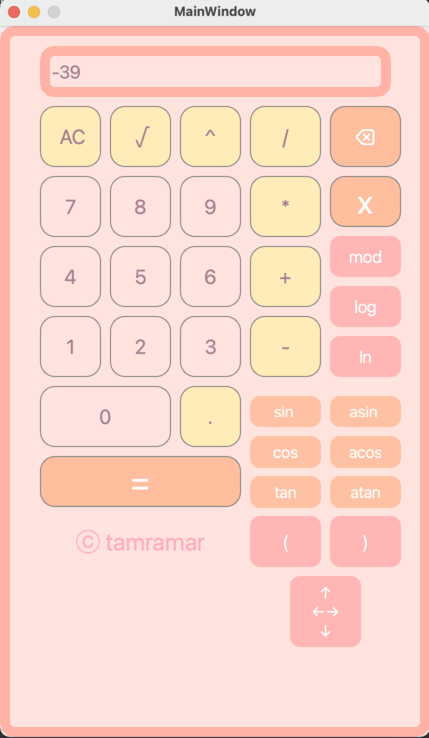 MainWindow
-39
AC √ ^ / ⌫
7 8 9 * X
4 5 6 + mod
log
1 2 3 - ln
0 . sin asin
cos acos
= tan atan
ⓒ tamramar ( )
↑
←→
↓